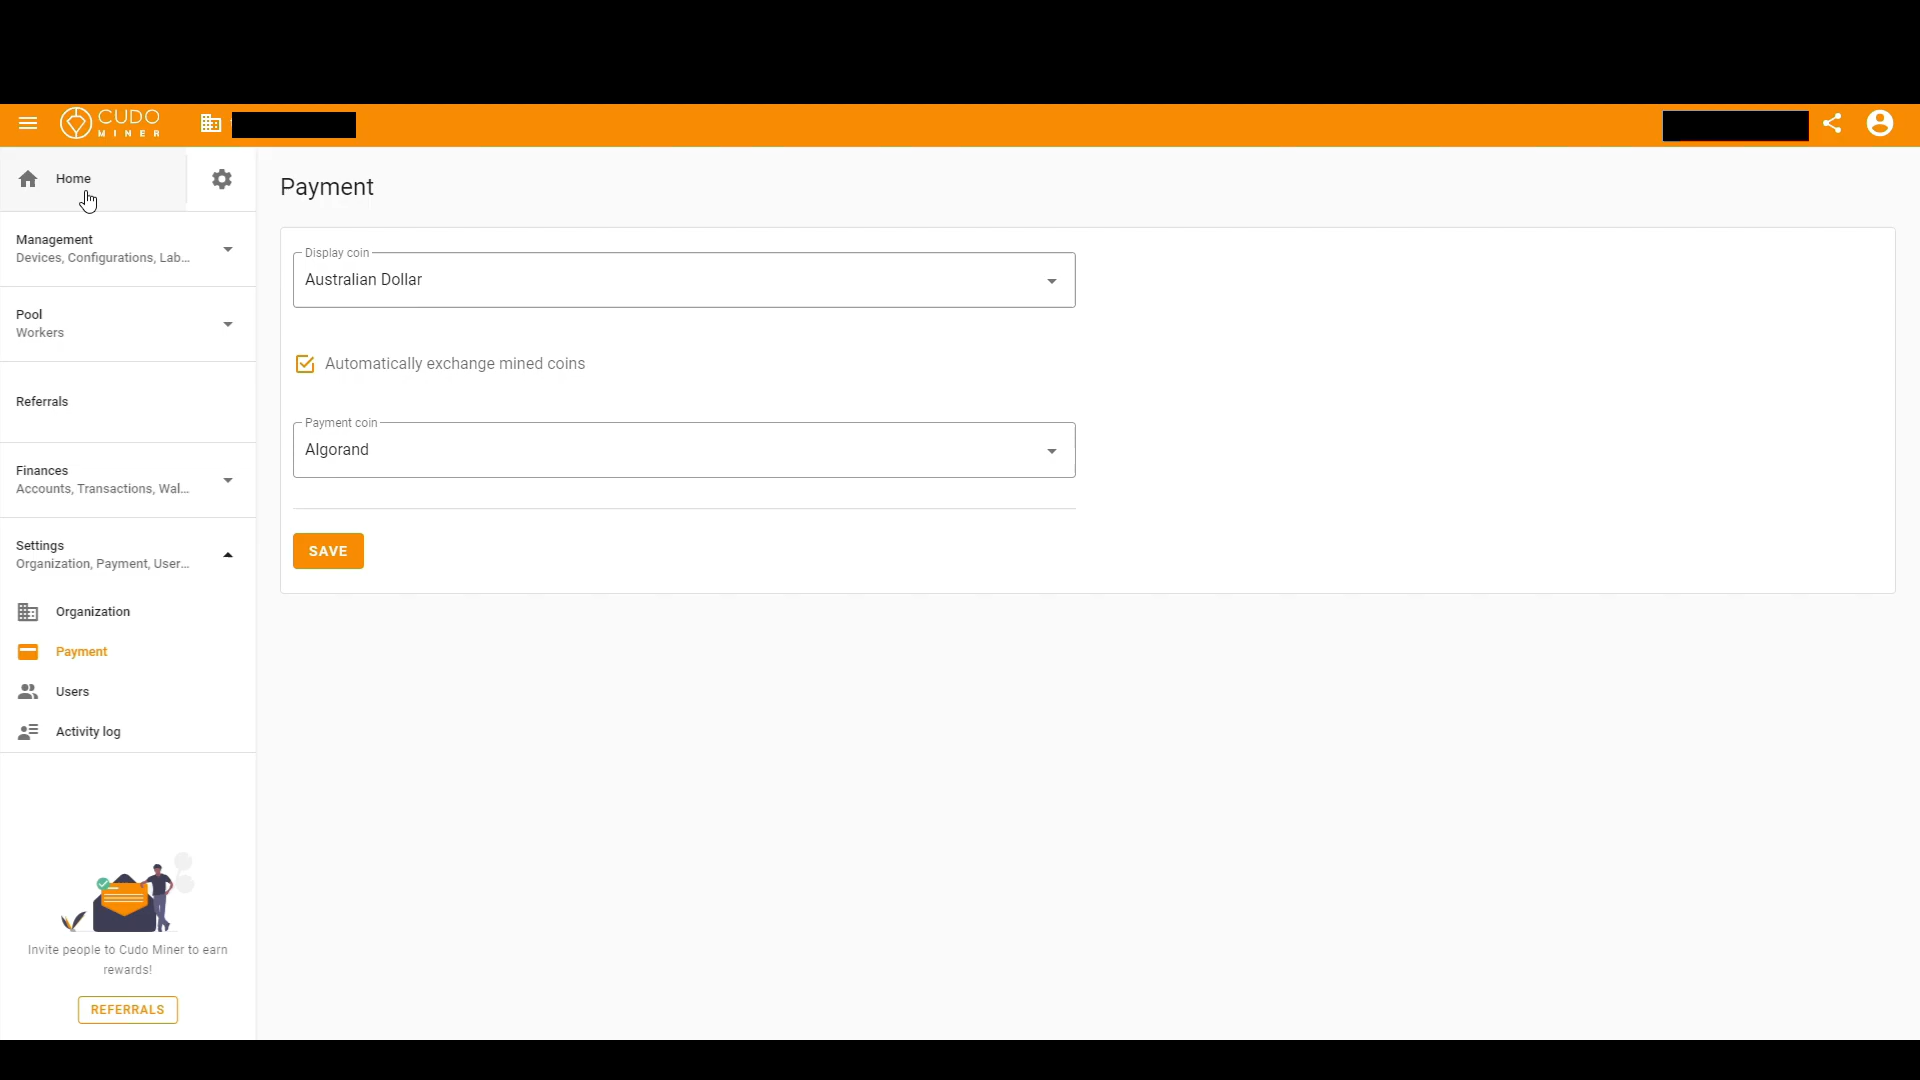 CUDO
MINER
Home
Payment
Management
Devices, Configurations, Lab...
Pool
Workers
Referrals
Finances
Accounts, Transactions, Wal...
Settings
Organization, Payment, User...
Organization
Payment
Users
Activity log
Invite people to Cudo Miner to earn
rewards!
REFERRALS
Display coin
Australian Dollar
Automatically exchange mined coins
Payment coin
Algorand
SAVE